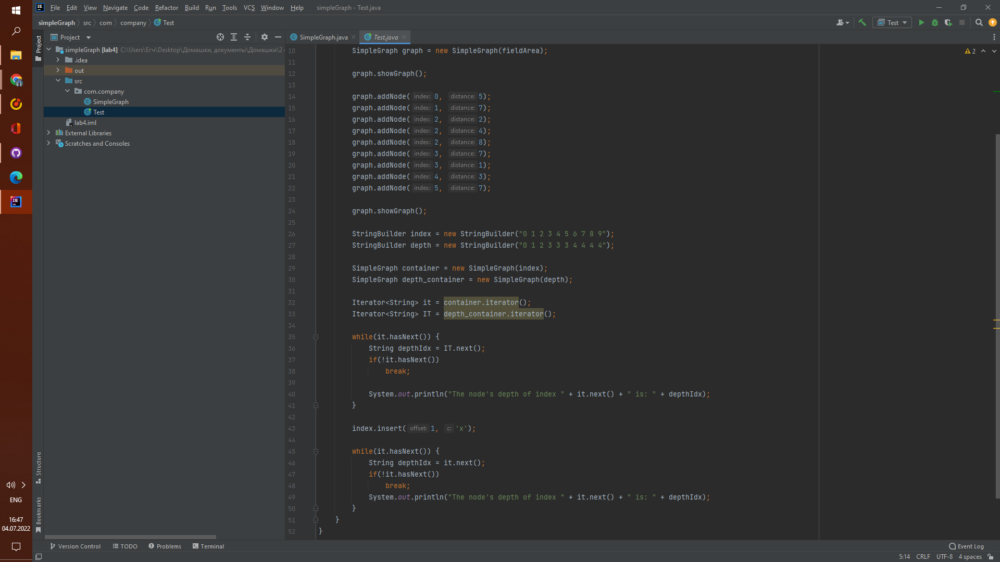 File Edit View Navigate Code Refactor Build Run Tools VCS Window Help simpleGraph - Test.java
simpleGraph src com company Test
Test
Project
SimpleGraph.java
Test.java
Project
simpleGraph [lab4] C:\Users\Егч\Desktop\Домашки, документы\Домашки\2
.idea
out
src
com.company
SimpleGraph
Test
lab4.iml
External Libraries
Scratches and Consoles
2
10 SimpleGraph graph = new SimpleGraph(fieldArea);
11
12 graph.showGraph();
13
14 graph.addNode( index: 0, distance: 5);
15 graph.addNode( index: 1, distance: 7);
16 graph.addNode( index: 2, distance: 2);
17 graph.addNode( index: 2, distance: 4);
18 graph.addNode( index: 2, distance: 8);
19 graph.addNode( index: 3, distance: 7);
20 graph.addNode( index: 3, distance: 1);
21 graph.addNode( index: 4, distance: 3);
22 graph.addNode( index: 5, distance: 7);
23
24 graph.showGraph();
25
26 StringBuilder index = new StringBuilder("0 1 2 3 4 5 6 7 8 9");
27 StringBuilder depth = new StringBuilder("0 1 2 3 3 3 4 4 4 4");
28
29 SimpleGraph container = new SimpleGraph(index);
30 SimpleGraph depth_container = new SimpleGraph(depth);
31
32 Iterator<String> it = container.iterator();
33 Iterator<String> IT = depth_container.iterator();
34
35 while(it.hasNext()) {
36 String depthIdx = IT.next();
37 if(!it.hasNext())
38 break;
39
40 System.out.println("The node's depth of index " + it.next() + " is: " + depthIdx);
41 }
42
43 index.insert( offset: 1, c: 'x');
44
45 while(it.hasNext()) {
46 String depthIdx = it.next();
47 if(!it.hasNext())
48 break;
49 System.out.println("The node's depth of index " + it.next() + " is: " + depthIdx);
50 }
51 }
52 }
Structure
Bookmarks
ENG
16:47
04.07.2022
Version Control TODO Problems Terminal Event Log
5:14 CRLF UTF-8 4 spaces